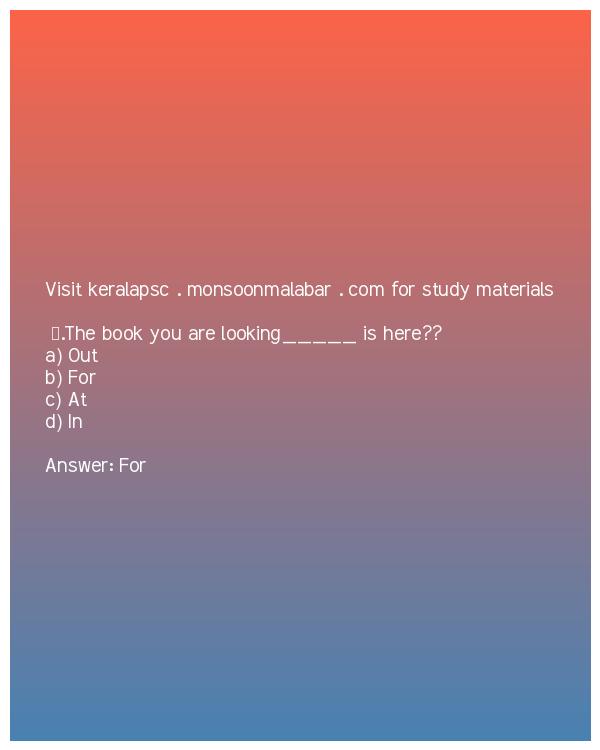 Visit keralapsc . monsoonmalabar . com for study materials
.The book you are looking_____ is here??
a) Out
b) For
c) At
d) In
Answer: For